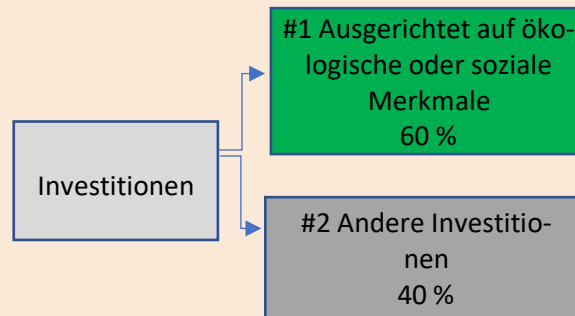 #1 Ausgerichtet auf öko-
logische oder soziale
Merkmale
60 %
Investitionen
#2 Andere Investitio-
nen
40 %